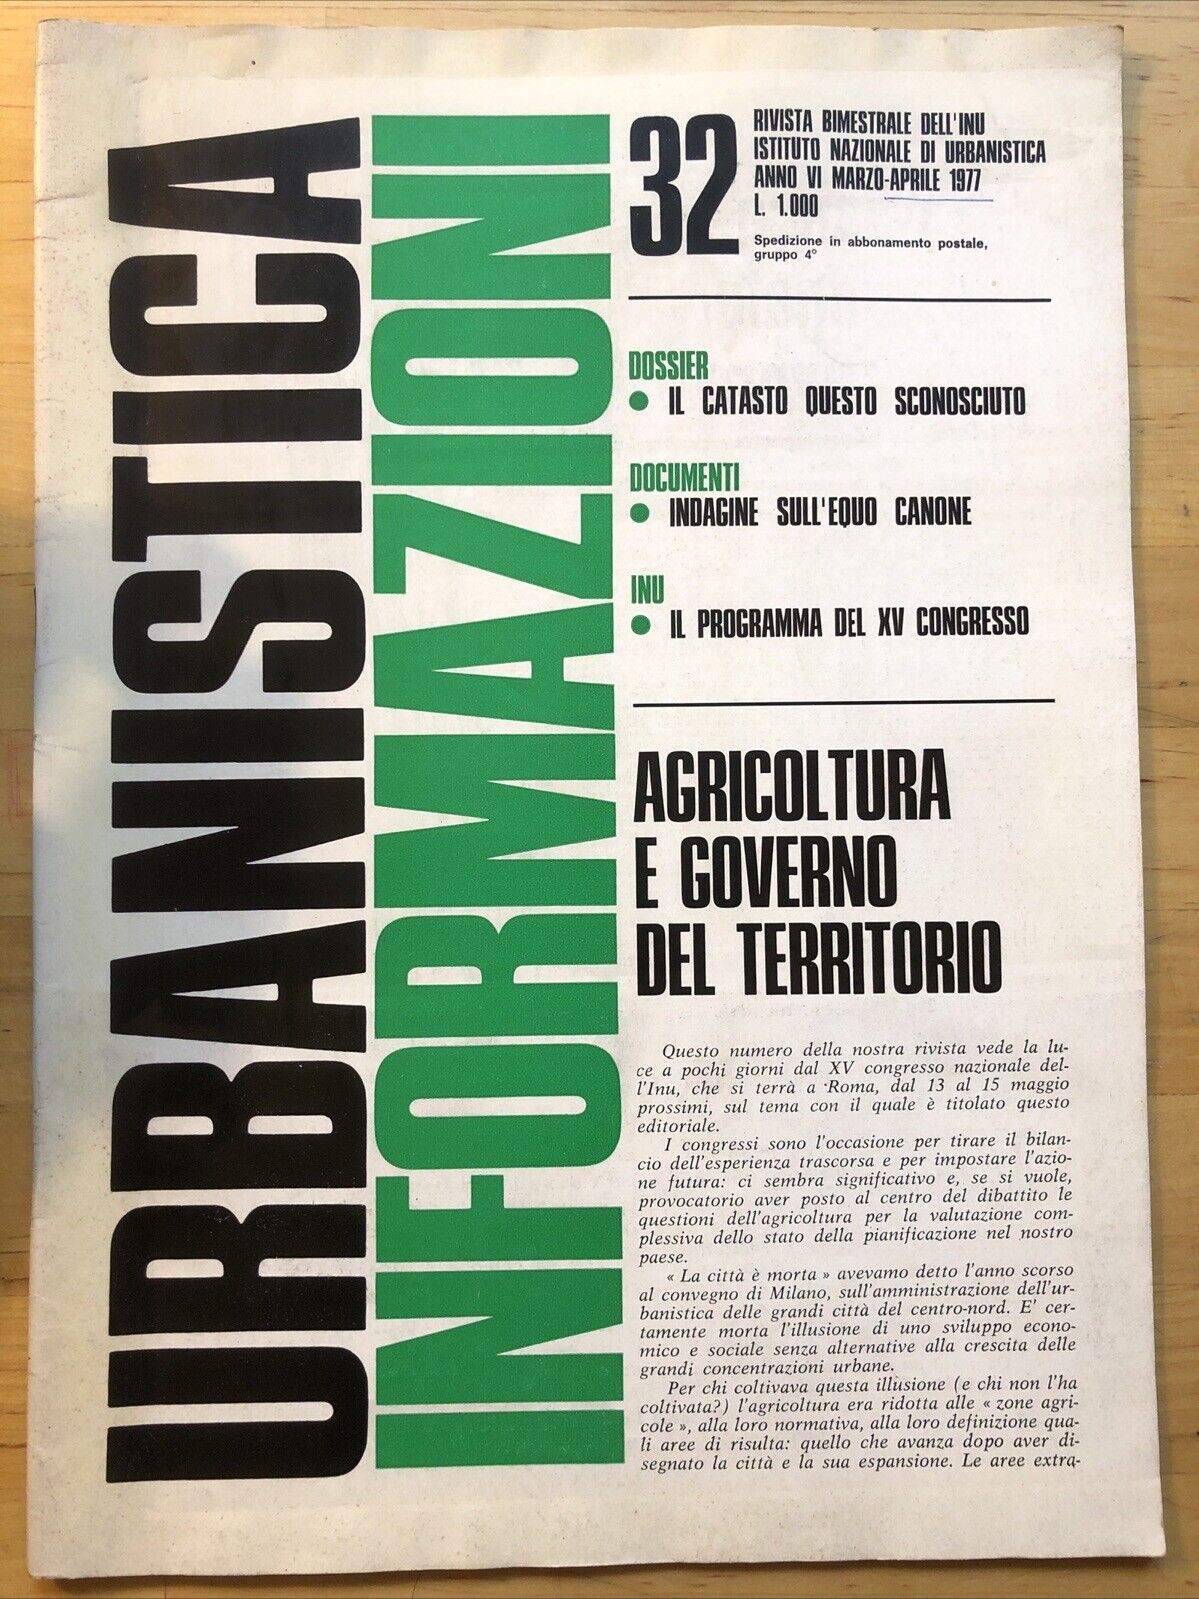 URBANISTICA
INFORMAZIONI
32
RIVISTA BIMESTRALE DELL'INU
ISTITUTO NAZIONALE DI URBANISTICA
ANNO VI MARZO-APRILE 1977
L. 1.000
Spedizione in abbonamento postale,
gruppo 4°
DOSSIER
● IL CATASTO QUESTO SCONOSCIUTO
DOCUMENTI
● INDAGINE SULL'EQUO CANONE
INU
● IL PROGRAMMA DEL XV CONGRESSO
AGRICOLTURA
E GOVERNO
DEL TERRITORIO
Questo numero della nostra rivista vede la lu-
ce a pochi giorni dal XV congresso nazionale del-
l'Inu, che si terrà a Roma, dal 13 al 15 maggio
prossimi, sul tema con il quale è titolato questo
editoriale.
I congressi sono l'occasione per tirare il bilan-
cio dell'esperienza trascorsa e per impostare l'azio-
ne futura: ci sembra significativo e, se si vuole,
provocatorio aver posto al centro del dibattito le
questioni dell'agricoltura per la valutazione com-
plessiva dello stato della pianificazione nel nostro
paese.
« La città è morta » avevamo detto l'anno scorso
al convegno di Milano, sull'amministrazione dell'ur-
banistica delle grandi città del centro-nord. E' cer-
tamente morta l'illusione di uno sviluppo econo-
mico e sociale senza alternative alla crescita delle
grandi concentrazioni urbane.
Per chi coltivava questa illusione (e chi non l'ha
coltivata?) l'agricoltura era ridotta alle « zone agri-
cole », alla loro normativa, alla loro definizione qua-
li aree di risulta: quello che avanza dopo aver di-
segnato la città e la sua espansione. Le aree extra-